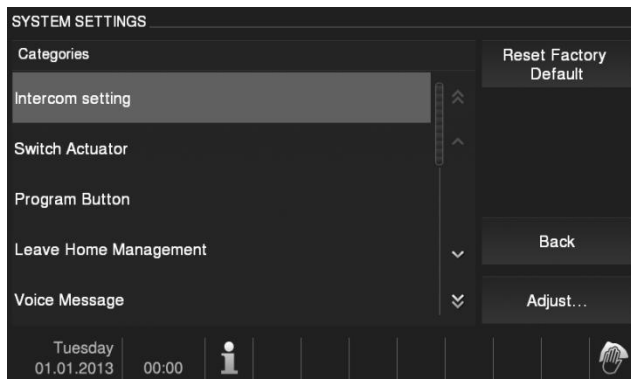 SYSTEM SETTINGS
Categories
Intercom setting
Switch Actuator
Program Button
Leave Home Management
Voice Message
Reset Factory
Default
Back
Adjust...
Tuesday
01.01.2013
00:00